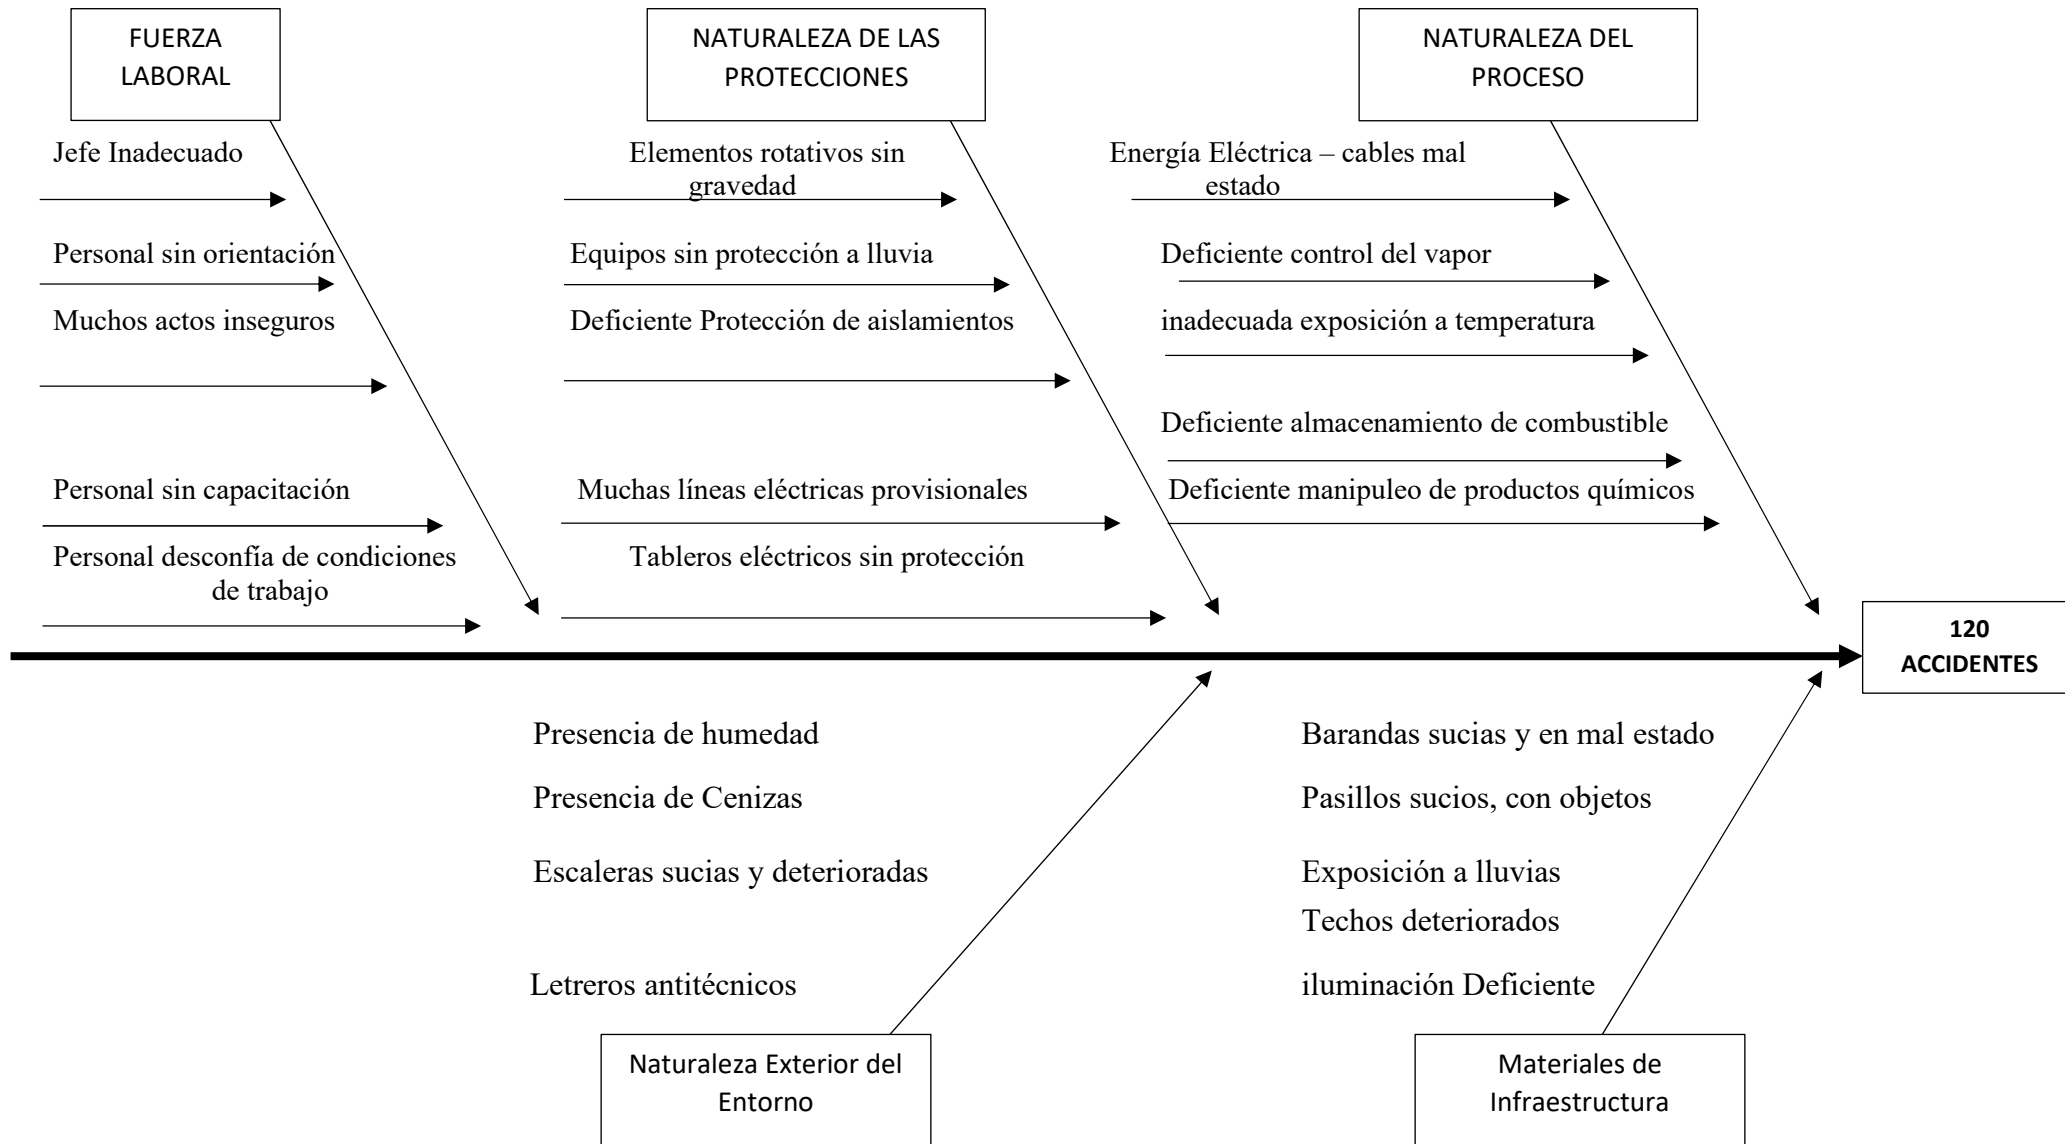 FUERZA
LABORAL
NATURALEZA DE LAS
PROTECCIONES
NATURALEZA DEL
PROCESO
Jefe Inadecuado
Personal sin orientación
Muchos actos inseguros
Personal sin capacitación
Personal desconfía de condiciones
de trabajo
Elementos rotativos sin
gravedad
Equipos sin protección a lluvia
Deficiente Protección de aislamientos
Muchas líneas eléctricas provisionales
Tableros eléctricos sin protección
Energía Eléctrica – cables mal
estado
Deficiente control del vapor
inadecuada exposición a temperatura
Deficiente almacenamiento de combustible
Deficiente manipuleo de productos químicos
120
ACCIDENTES
Presencia de humedad
Presencia de Cenizas
Escaleras sucias y deterioradas
Letreros antitécnicos
Barandas sucias y en mal estado
Pasillos sucios, con objetos
Exposición a lluvias
Techos deteriorados
iluminación Deficiente
Naturaleza Exterior del
Entorno
Materiales de
Infraestructura